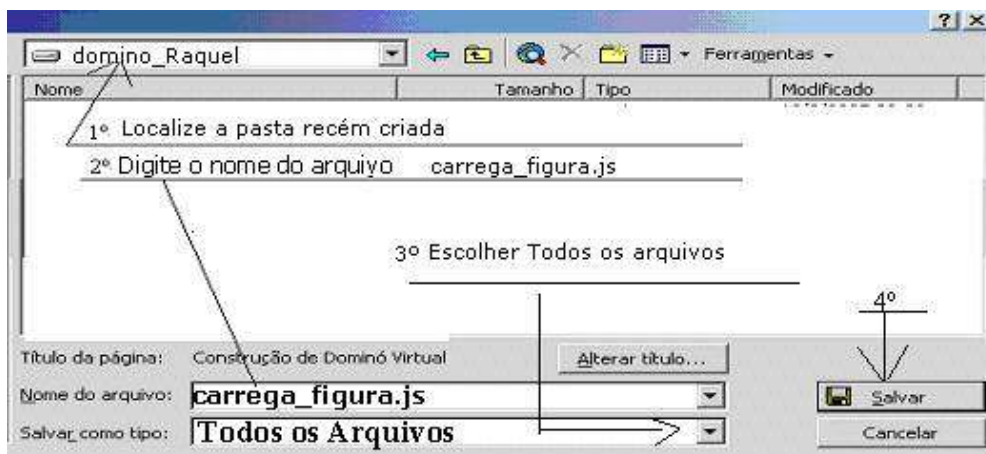 ? ×
domino_Raquel Ferramentas
Nome Tamanho Tipo Modificado
1º Localize a pasta recém criada
2º Digite o nome do arquivo carrega_figura.js
3º Escolher Todos os arquivos
4º
Título da página: Construção de Dominó Virtual Alterar título...
Nome do arquivo: carrega_figura.js Salvar
Salvar como tipo: Todos os Arquivos Cancelar